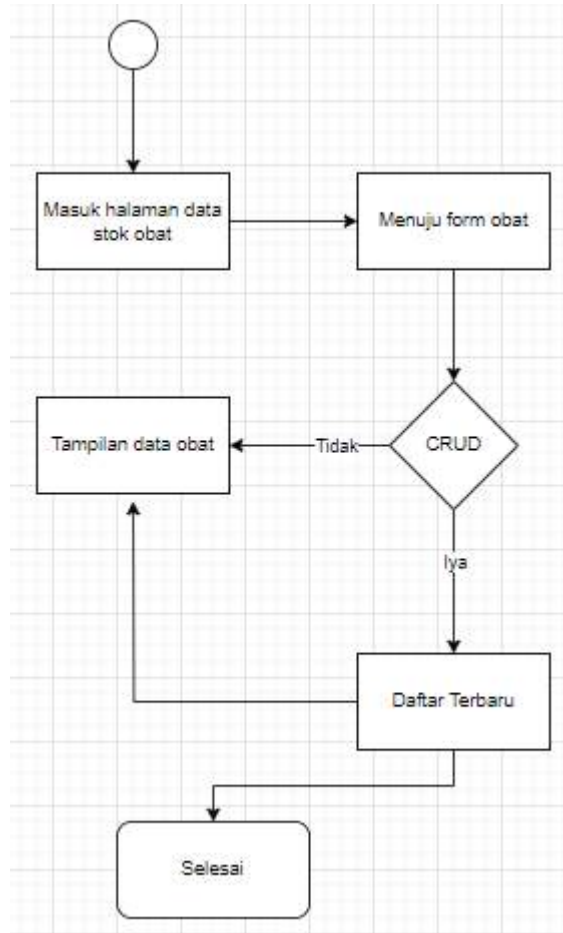 Masuk halaman data
stok obat
Menuju form obat
Tampilan data obat
Tidak
CRUD
Iya
Daftar Terbaru
Selesai